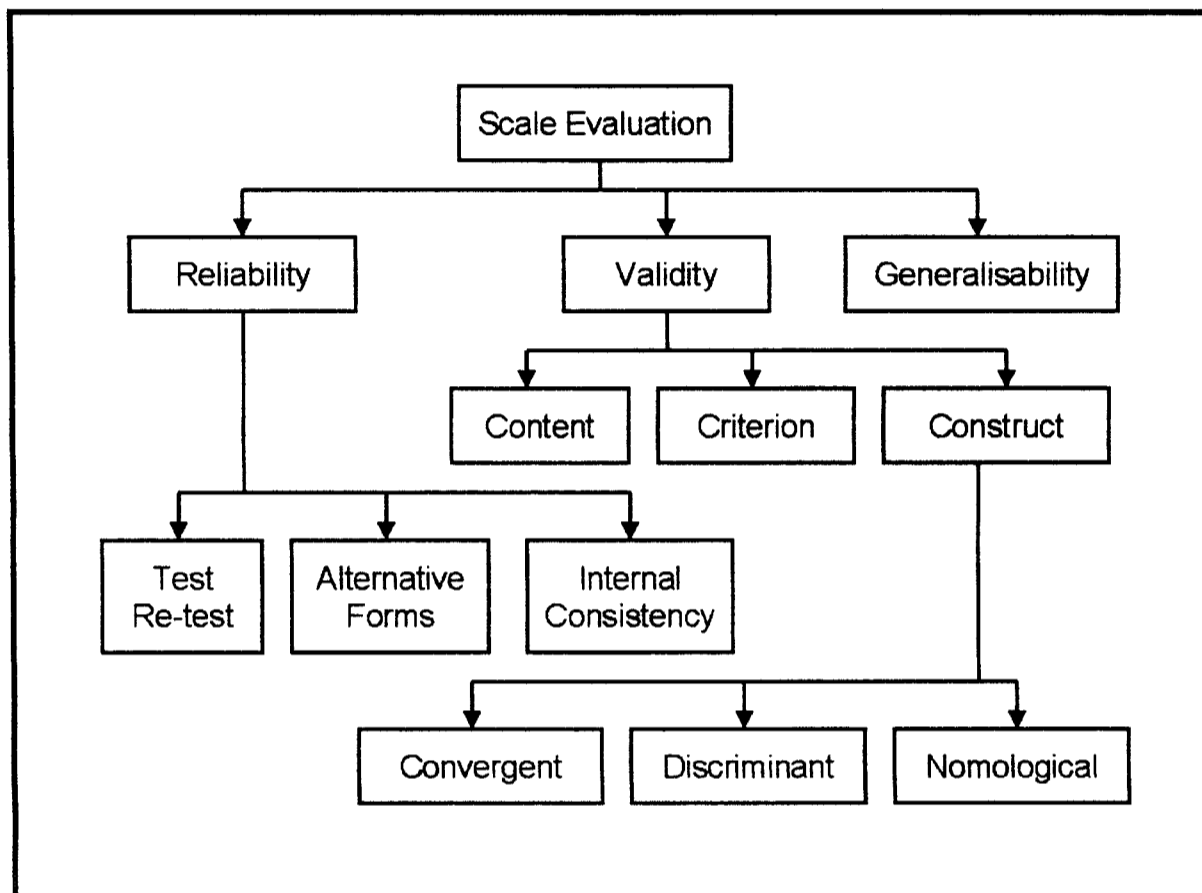 Scale Evaluation
Reliability
Validity
Generalisability
Content
Criterion
Construct
Test
Re-test
Alternative
Forms
Internal
Consistency
Convergent
Discriminant
Nomological